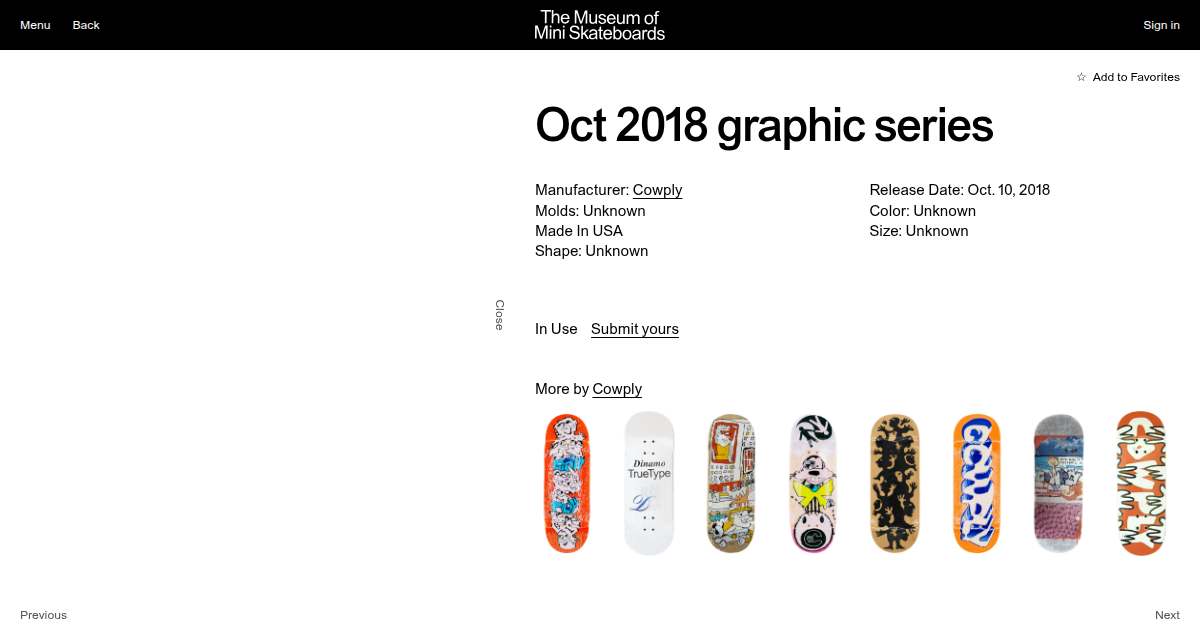 Menu
Back
The Museum of
Mini Skateboards
Sign in
☆ Add to Favorites
Oct 2018 graphic series
Manufacturer: Cowply
Molds: Unknown
Made In USA
Shape: Unknown
Release Date: Oct. 10, 2018
Color: Unknown
Size: Unknown
Close
In Use Submit yours
More by Cowply
Dinamo
TrueType
COWPLY
Previous
Next